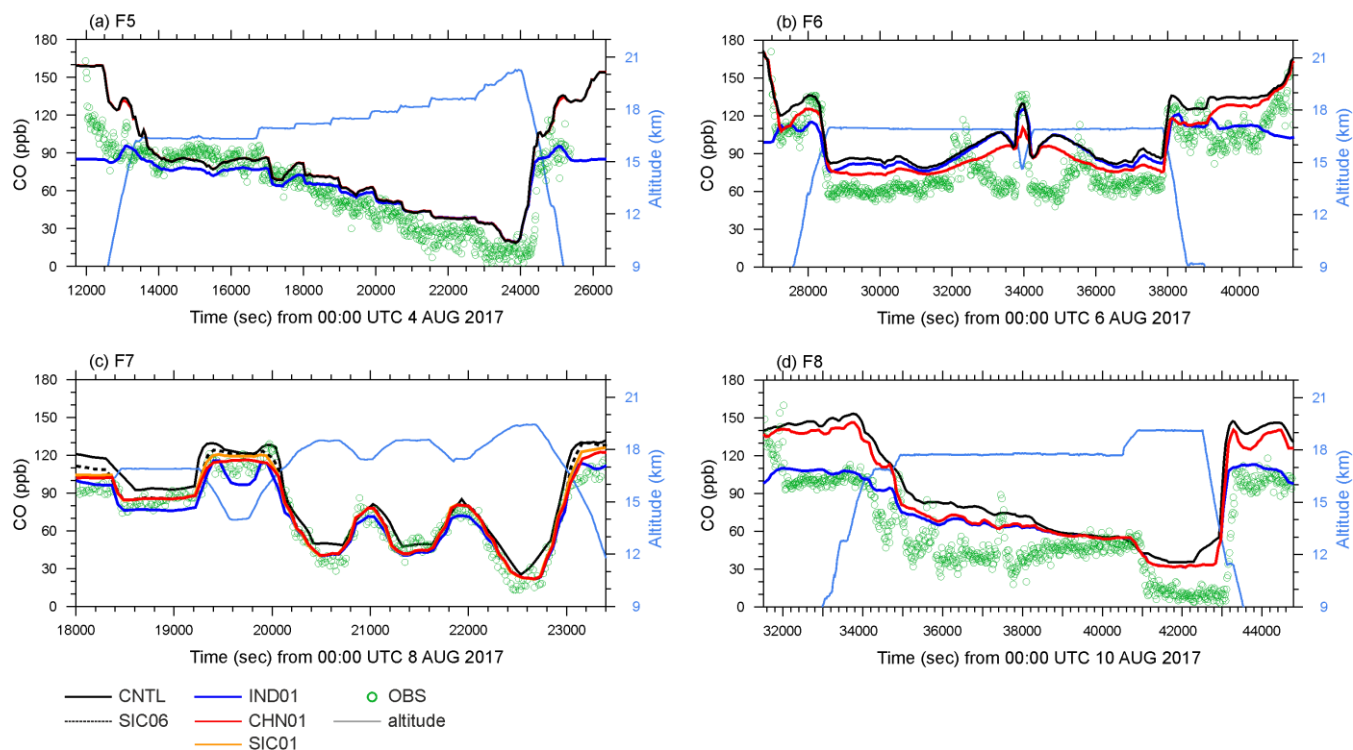 (a) F5
180
150
120
90
60
30
0
CO (ppb)
21
18
15
12
9
Altitude (km)
12000 14000 16000 18000 20000 22000 24000 26000
Time (sec) from 00:00 UTC 4 AUG 2017
(b) F6
180
150
120
90
60
30
0
CO (ppb)
21
18
15
12
9
Altitude (km)
28000 30000 32000 34000 36000 38000 40000
Time (sec) from 00:00 UTC 6 AUG 2017
(c) F7
180
150
120
90
60
30
0
CO (ppb)
21
18
15
12
9
Altitude (km)
18000 19000 20000 21000 22000 23000
Time (sec) from 00:00 UTC 8 AUG 2017
(d) F8
180
150
120
90
60
30
0
CO (ppb)
21
18
15
12
9
Altitude (km)
32000 34000 36000 38000 40000 42000 44000
Time (sec) from 00:00 UTC 10 AUG 2017
CNTL IND01 OBS
SIC06 CHN01 altitude
SIC01